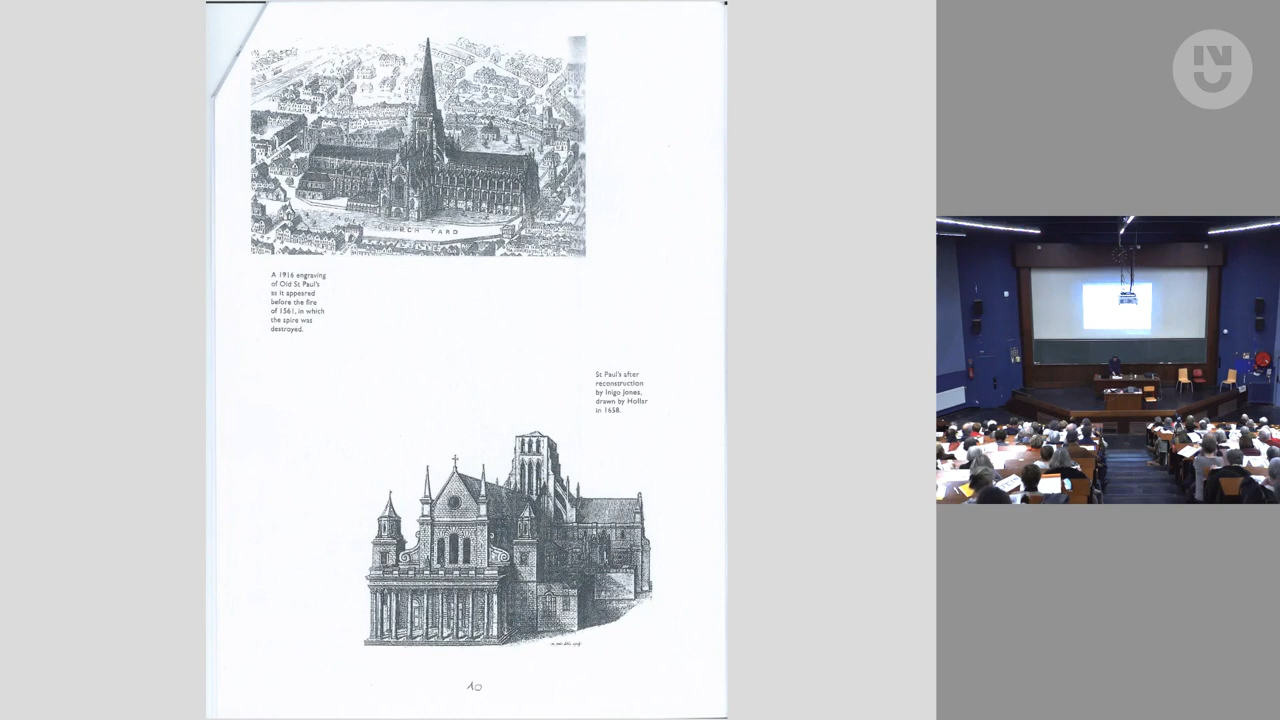 CHURCH YARD
A 1916 engraving
of Old St Paul's
as it appeared
before the fire
of 1561, in which
the spire was
destroyed.
St Paul's after
reconstruction
by Inigo Jones,
drawn by Hollar
in 1658.
10